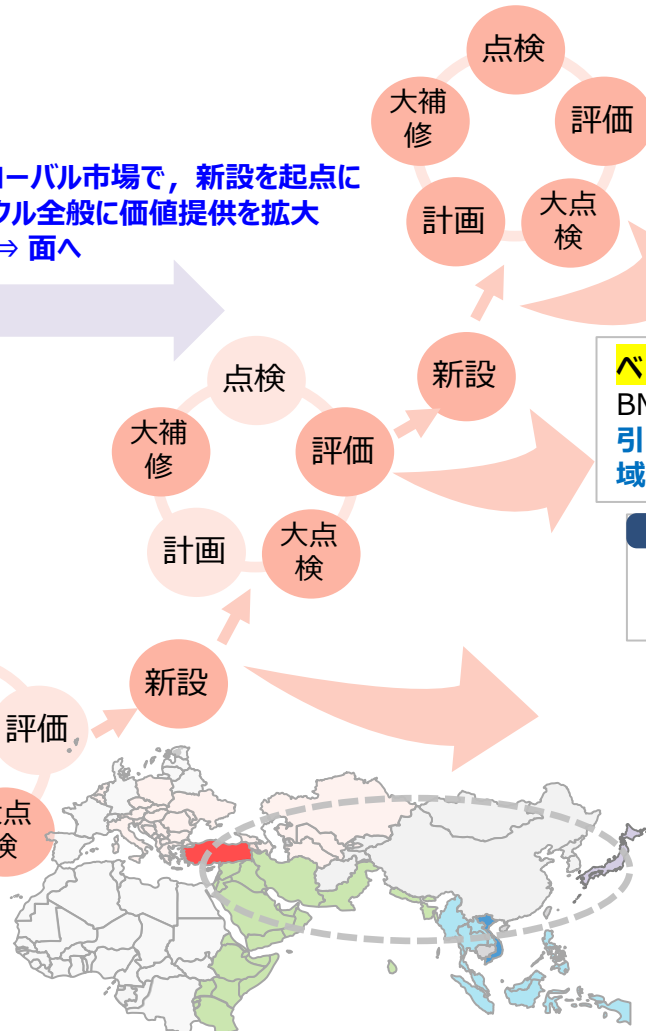 点検
大補
修
評価
計画
大点
検
ローバル市場で，新設を起点に
クル全般に価値提供を拡大
⇒ 面へ
新設
点検
大補
修
評価
計画
大点
検
新設
評価
点
検
ベ
BM
引
域